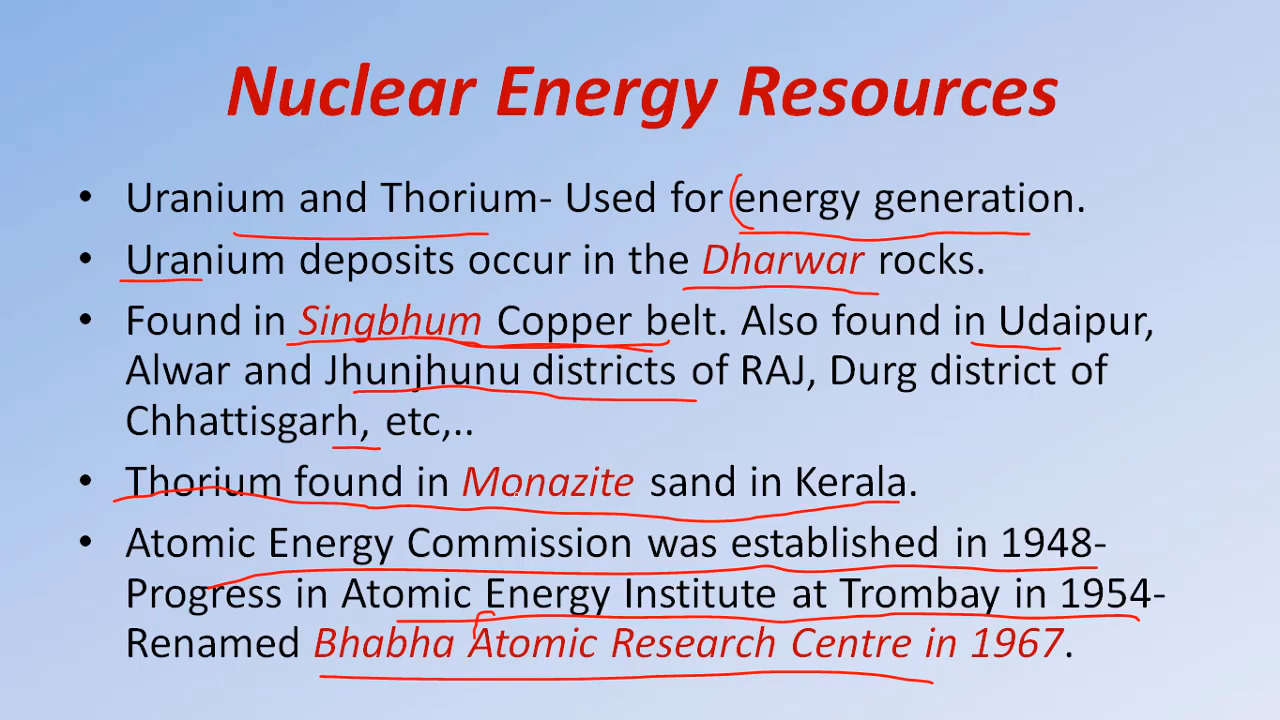 Nuclear Energy Resources
• Uranium and Thorium- Used for energy generation.
• Uranium deposits occur in the Dharwar rocks.
• Found in Singbhum Copper belt. Also found in Udaipur,
Alwar and Jhunjhunu districts of RAJ, Durg district of
Chhattisgarh, etc,..
• Thorium found in Monazite sand in Kerala.
• Atomic Energy Commission was established in 1948-
Progress in Atomic Energy Institute at Trombay in 1954-
Renamed Bhabha Atomic Research Centre in 1967.